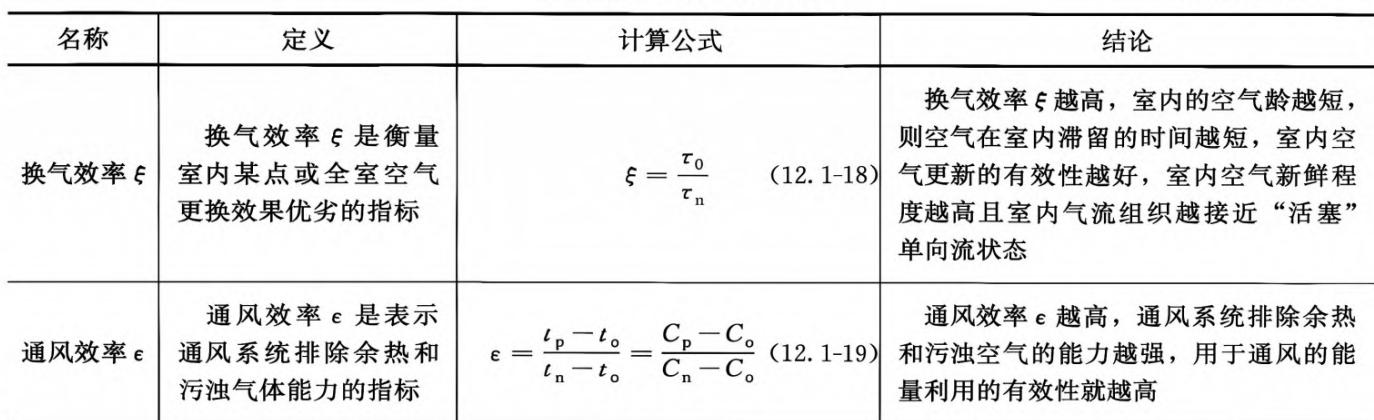 名称 定义 计算公式 结论
换气效率 ξ
换气效率 ξ 是衡量
室内某点或全室空气
更换效果优劣的指标
ξ = τ₀/τₙ (12.1-18)
换气效率 ξ 越高，室内的空气龄越短，
则空气在室内滞留的时间越短，室内空
气更新的有效性越好，室内空气新鲜程
度越高且室内气流组织越接近“活塞”
单向流状态
通风效率 ϵ
通风效率 ϵ 是表示
通风系统排除余热和
污浊气体能力的指标
ϵ = (t_p − t_o)/(t_n − t_o) = (C_p − C_o)/(C_n − C_o) (12.1-19)
通风效率 ϵ 越高，通风系统排除余热
和污浊空气的能力越强，用于通风的能
量利用的有效性就越高